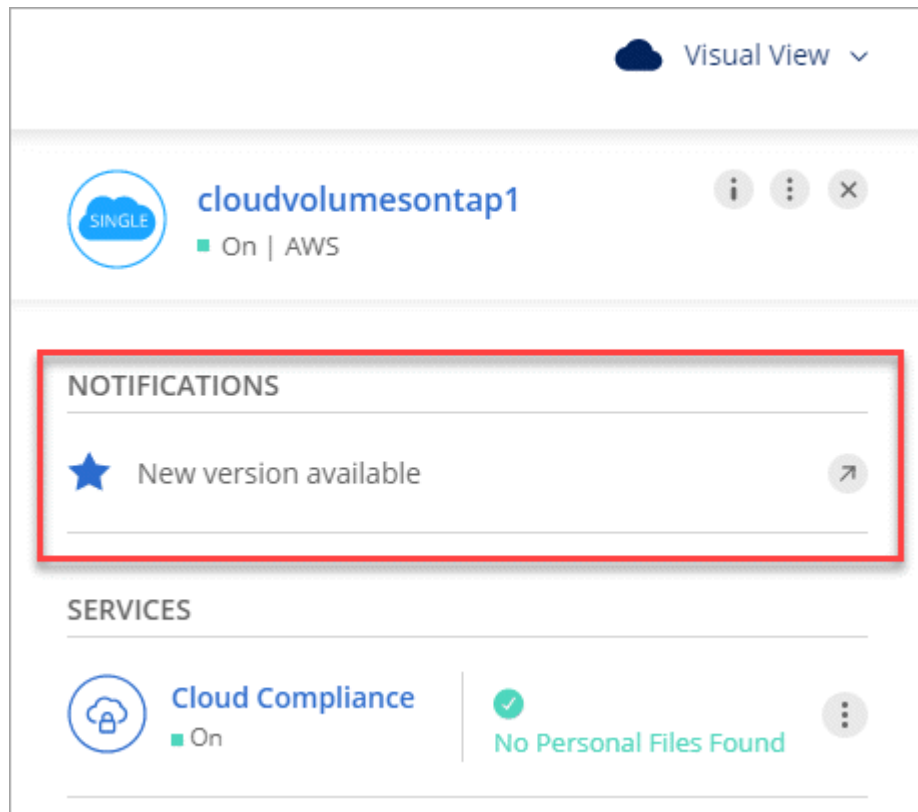 Visual View
SINGLE
cloudvolumesontap1
On | AWS
NOTIFICATIONS
New version available
SERVICES
Cloud Compliance
On
No Personal Files Found